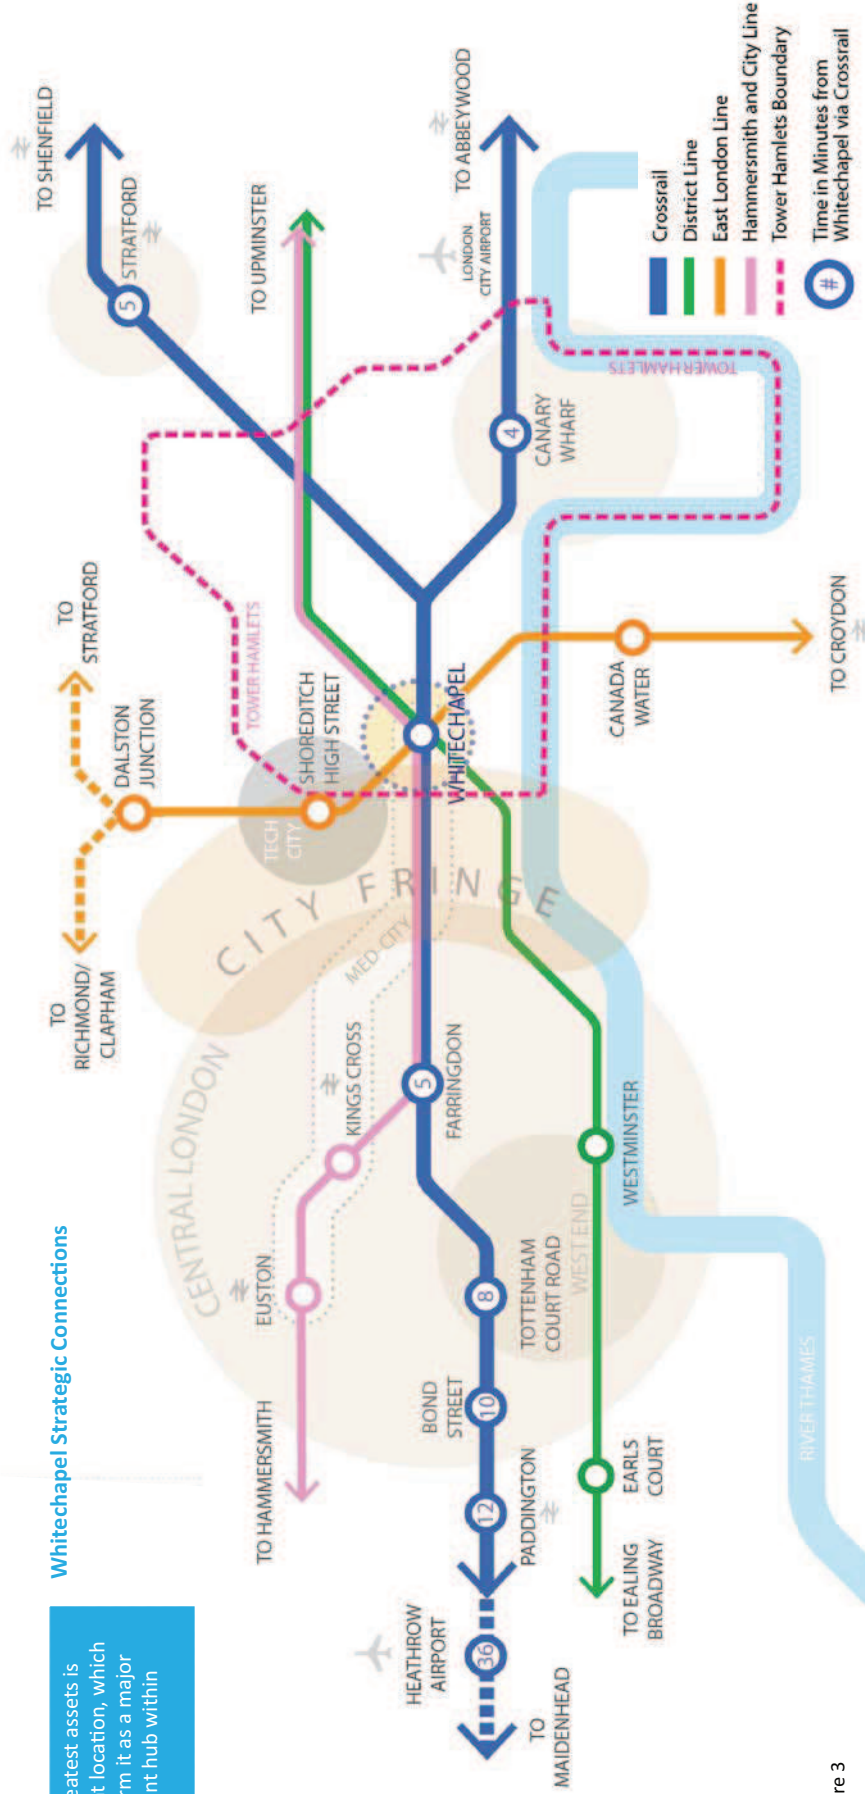 Whitechapel Strategic Connections
eatest assets is
t location, which
rm it as a major
nt hub within
TO
RICHMOND/
CLAPHAM
DALSTON
JUNCTION
TO
STRATFORD
TO SHENFIELD
5
STRATFORD
CENTRAL LONDON
CITY FRINGE
TECH
CITY
SHOREDITCH
HIGH STREET
TOWER HAMLETS
TO UPMINSTER
TO HAMMERSMITH
EUSTON
KINGS CROSS
MED-CITY
HEATHROW
AIRPORT
36
TO
MAIDENHEAD
12
PADDINGTON
BOND
STREET
10
8
TOTTENHAM
COURT ROAD
5
FARRINGDON
WHITECHAPEL
4
CANARY
WHARF
LONDON
CITY AIRPORT
TO ABBEYWOOD
WEST END
TO EALING
BROADWAY
EARLS
COURT
WESTMINSTER
CANADA
WATER
TO CROYDON
TOWER HAMLETS
RIVER THAMES
Crossrail
District Line
East London Line
Hammersmith and City Line
Tower Hamlets Boundary
#
Time in Minutes from
Whitechapel via Crossrail
re 3